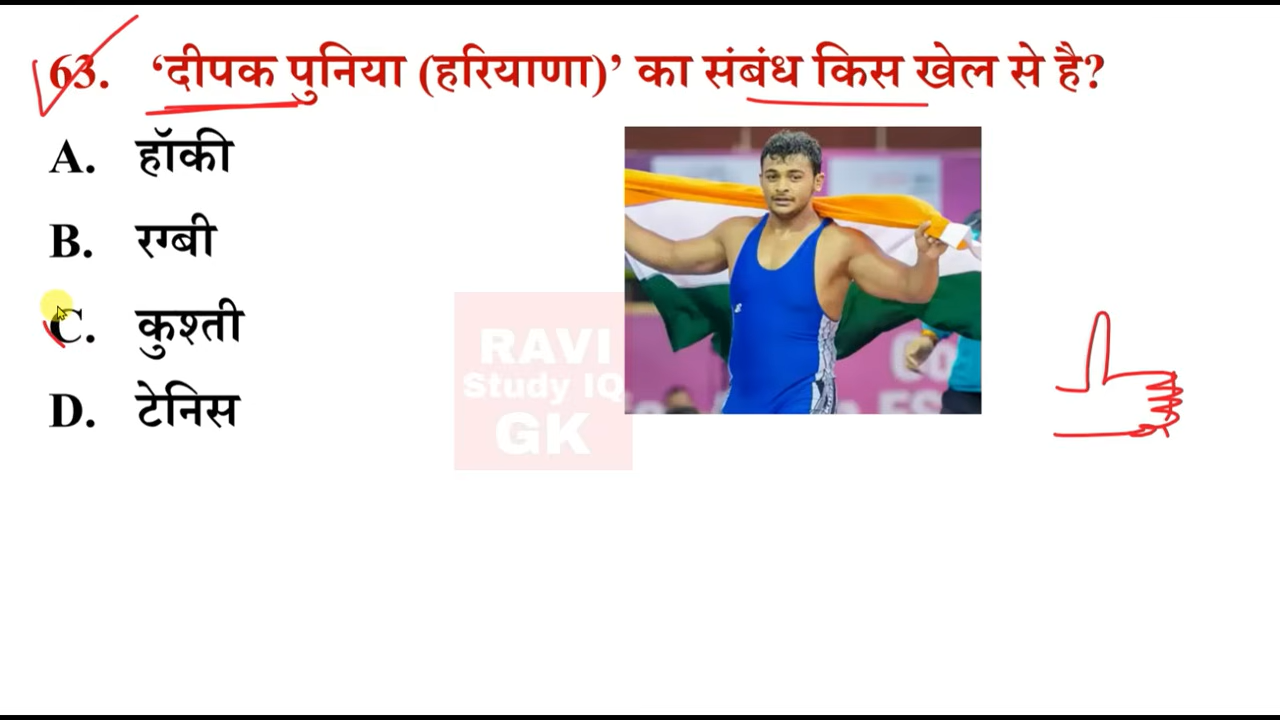 63. ‘दीपक पुनिया (हरियाणा)’ का संबंध किस खेल से है?
A. हॉकी
B. रग्बी
C. कुश्ती
D. टेनिस
RAVI
Study IQ
GK